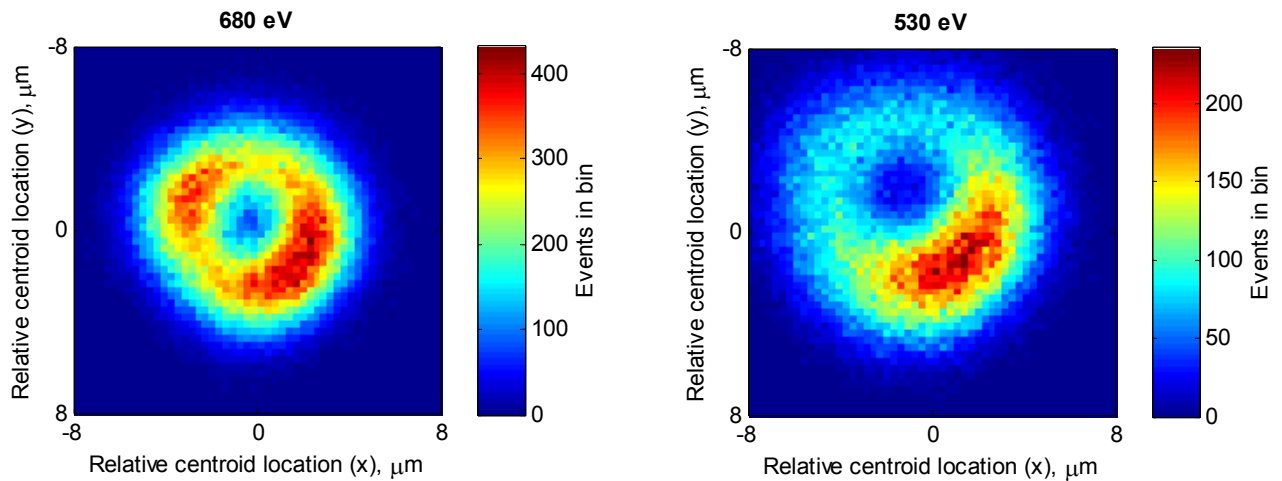 680 eV
-8
0
8
-8
0
8
Relative centroid location (y), μm
Relative centroid location (x), μm
400
300
200
100
0
Events in bin
530 eV
-8
0
8
-8
0
8
Relative centroid location (y), μm
Relative centroid location (x), μm
200
150
100
50
0
Events in bin